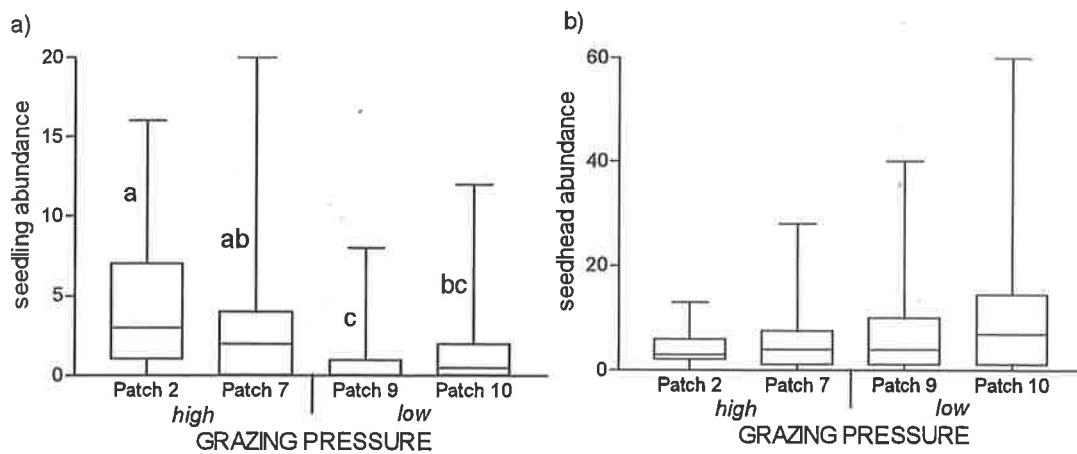 a)
seedling abundance
20
15
10
5
0
a
ab
c
bc
Patch 2 Patch 7 Patch 9 Patch 10
high low
GRAZING PRESSURE
b)
seedhead abundance
60
40
20
0
Patch 2 Patch 7 Patch 9 Patch 10
high low
GRAZING PRESSURE